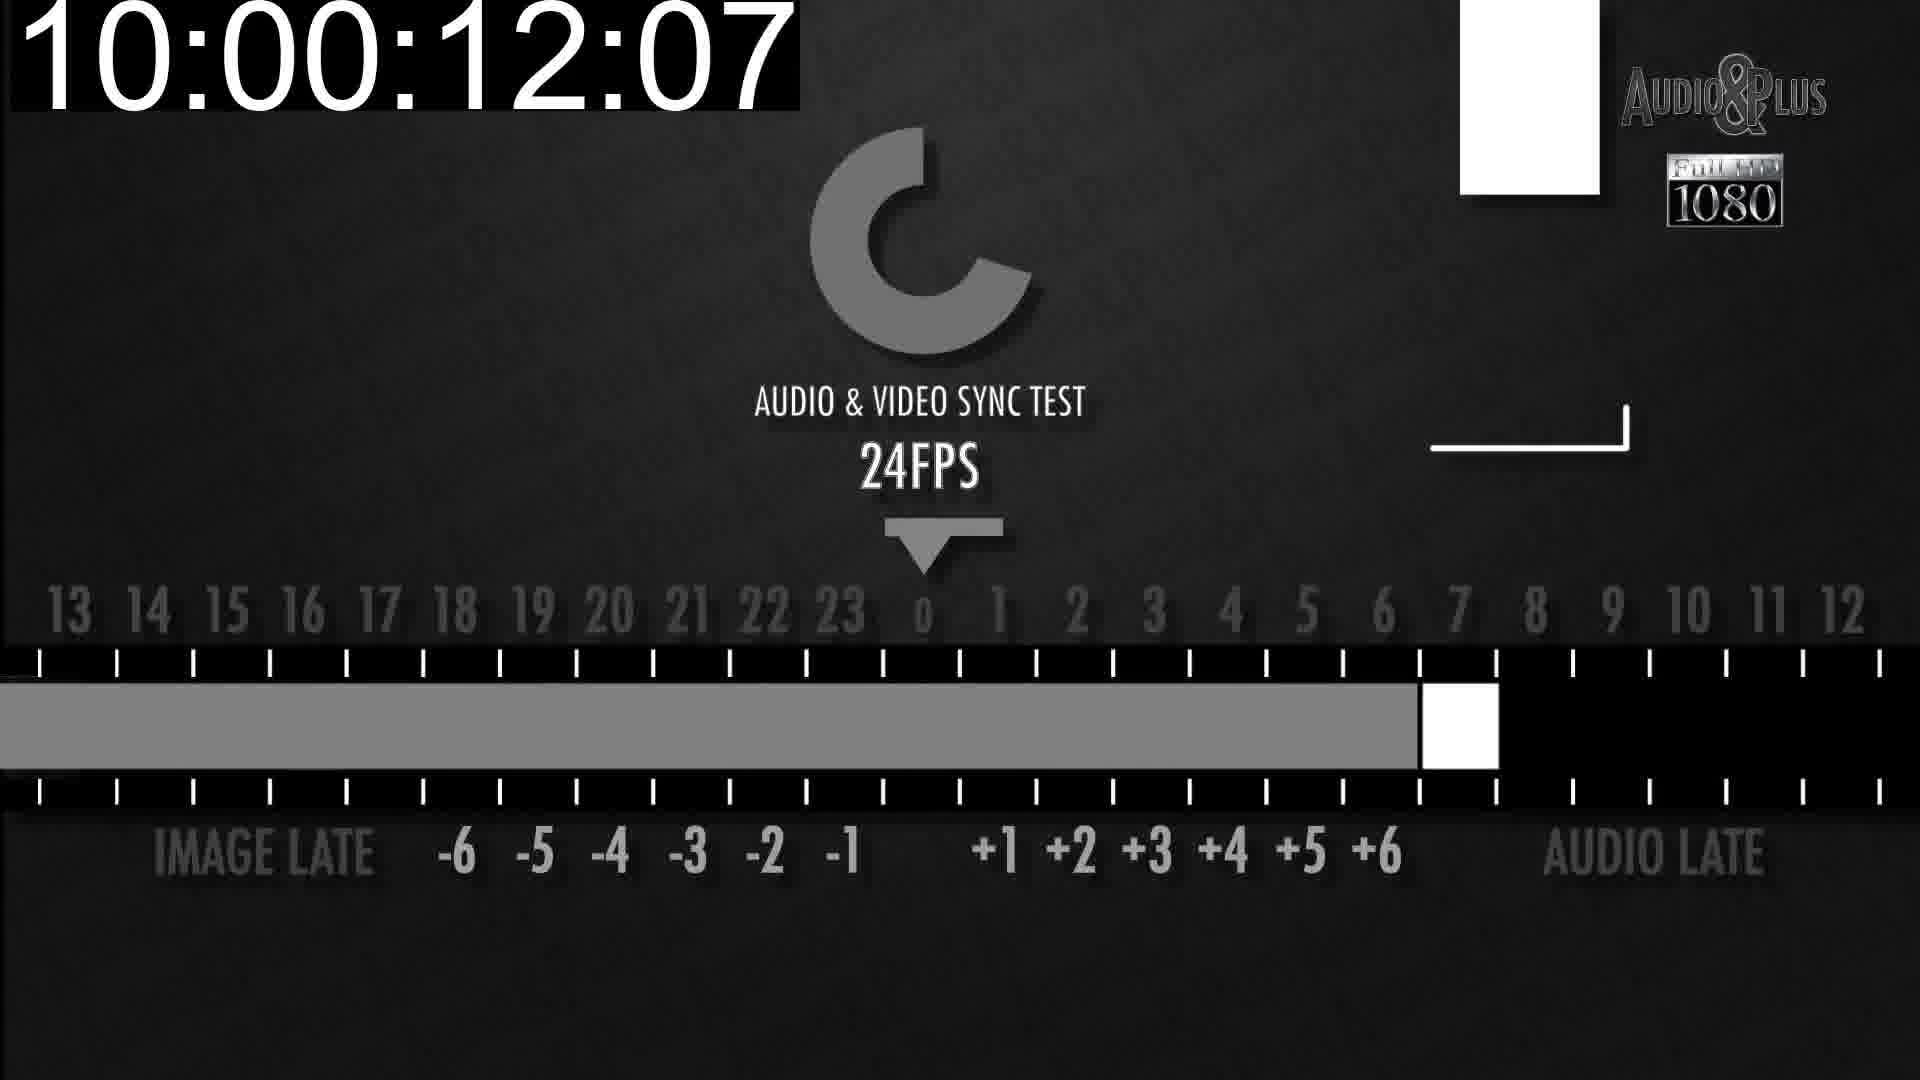 10:00:12:07
AUDIO & PLUS
Full HD
1080
AUDIO & VIDEO SYNC TEST
24FPS
13 14 15 16 17 18 19 20 21 22 23 0 1 2 3 4 5 6 7 8 9 10 11 12
IMAGE LATE -6 -5 -4 -3 -2 -1 +1 +2 +3 +4 +5 +6 AUDIO LATE